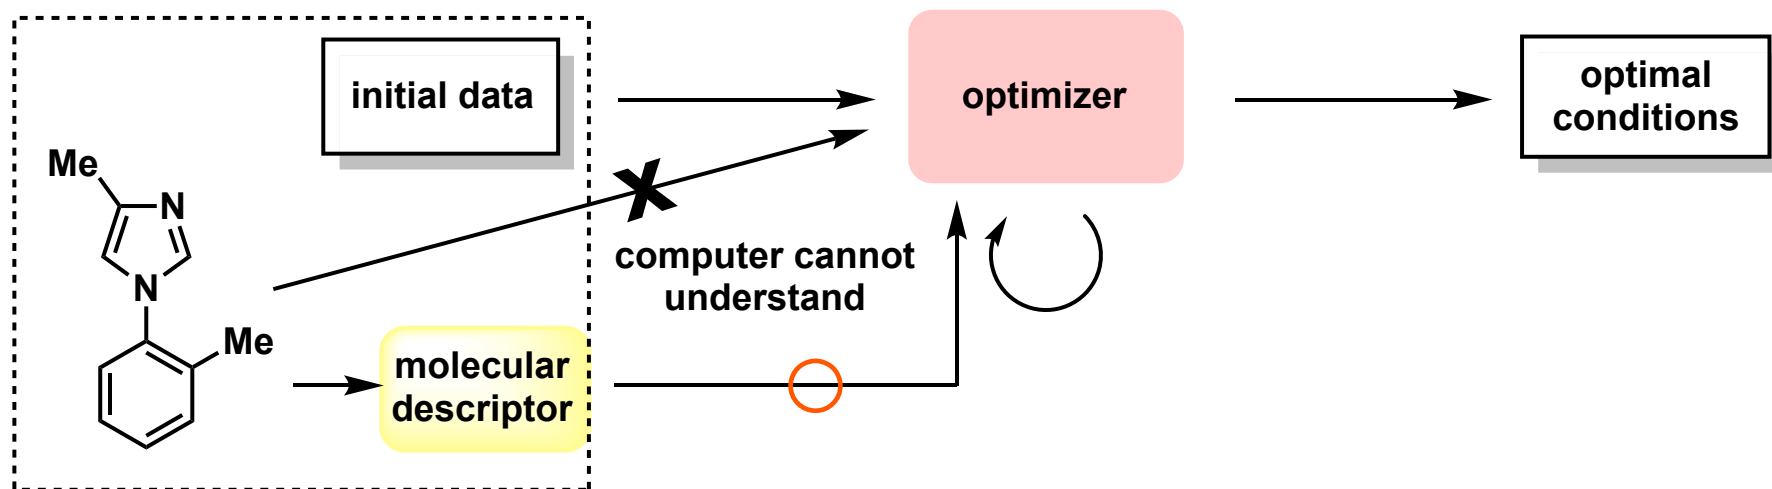 initial data
optimizer
optimal
conditions
Me
N
N
Me
computer cannot
understand
molecular
descriptor